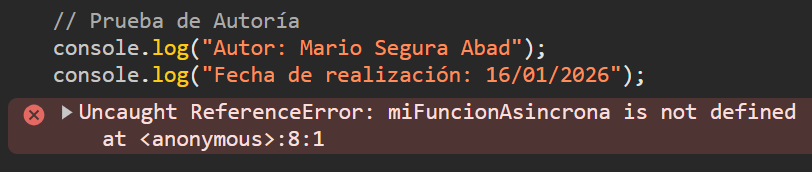 // Prueba de Autoría
console.log("Autor: Mario Segura Abad");
console.log("Fecha de realización: 16/01/2026");
Uncaught ReferenceError: miFuncionAsincrona is not defined
at <anonymous>:8:1